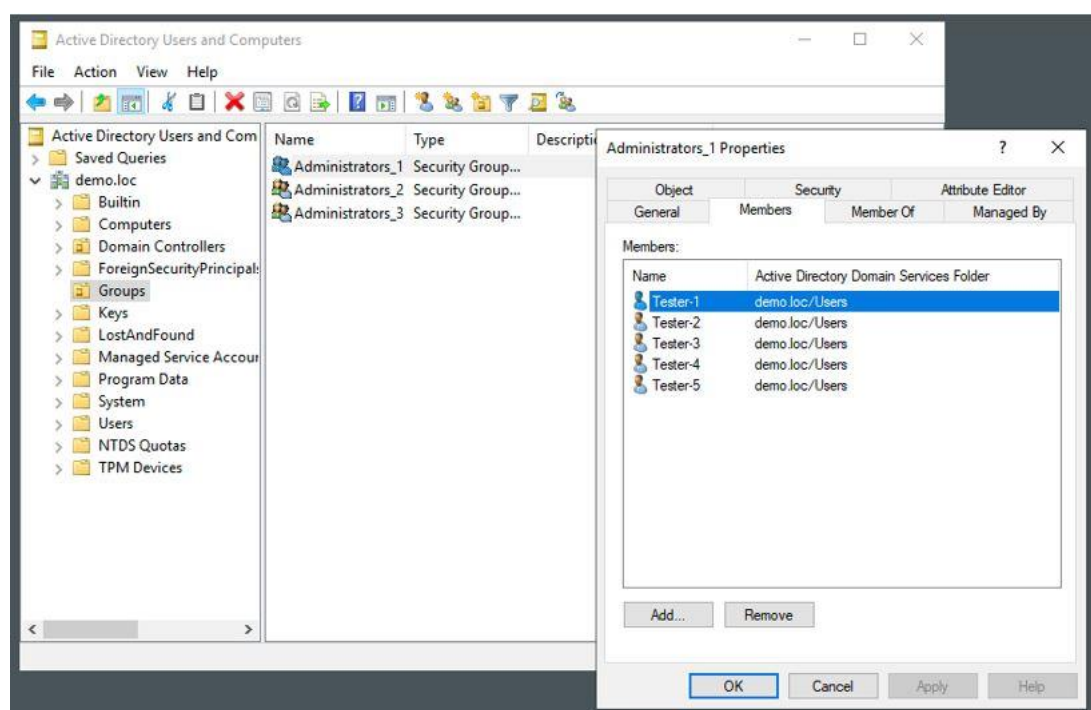 Active Directory Users and Computers
File Action View Help
Active Directory Users and Com
Saved Queries
demo.loc
Builtin
Computers
Domain Controllers
ForeignSecurityPrincipals
Groups
Keys
LostAndFound
Managed Service Accour
Program Data
System
Users
NTDS Quotas
TPM Devices
Name Type Descripti
Administrators_1 Security Group...
Administrators_2 Security Group...
Administrators_3 Security Group...
Administrators_1 Properties ?
Object Security Attribute Editor
General Members Member Of Managed By
Members:
Name Active Directory Domain Services Folder
Tester-1 demo.loc/Users
Tester-2 demo.loc/Users
Tester-3 demo.loc/Users
Tester-4 demo.loc/Users
Tester-5 demo.loc/Users
Add... Remove
OK Cancel Apply Help